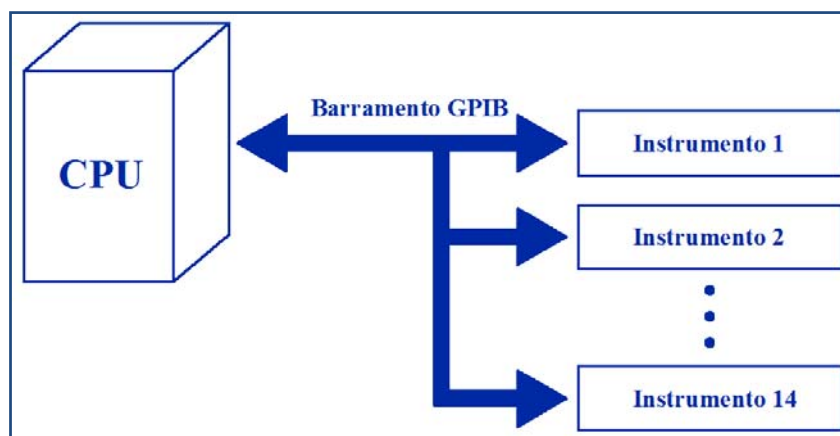 Barramento GPIB
CPU
Instrumento 1
Instrumento 2
Instrumento 14